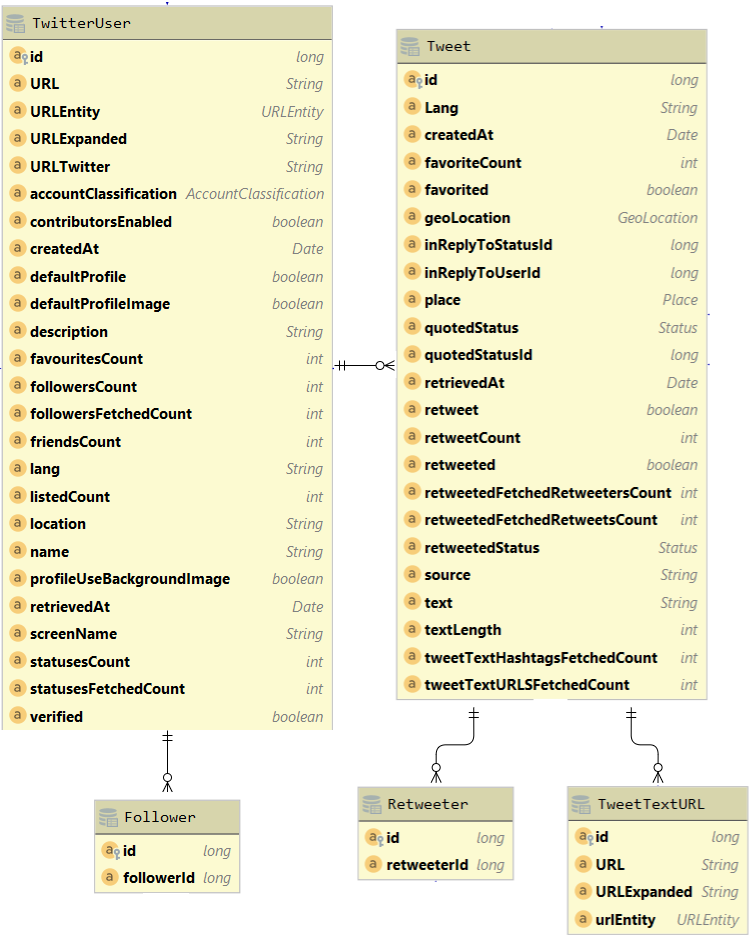 TwitterUser
id long
URL String
URLEntity URLEntity
URLExpanded String
URLTwitter String
accountClassification AccountClassification
contributorsEnabled boolean
createdAt Date
defaultProfile boolean
defaultProfileImage boolean
description String
favouritesCount int
followersCount int
followersFetchedCount int
friendsCount int
lang String
listedCount int
location String
name String
profileUseBackgroundImage boolean
retrievedAt Date
screenName String
statusesCount int
statusesFetchedCount int
verified boolean
Tweet
id long
Lang String
createdAt Date
favoriteCount int
favorited boolean
geoLocation GeoLocation
inReplyToStatusId long
inReplyToUserId long
place Place
quotedStatus Status
quotedStatusId long
retrievedAt Date
retweet boolean
retweetCount int
retweeted boolean
retweetedFetchedRetweetersCount int
retweetedFetchedRetweetsCount int
retweetedStatus Status
source String
text String
textLength int
tweetTextHashtagsFetchedCount int
tweetTextURLSFetchedCount int
Follower
id long
followerId long
Retweeter
id long
retweeterId long
TweetTextURL
id long
URL String
URLExpanded String
urlEntity URLEntity